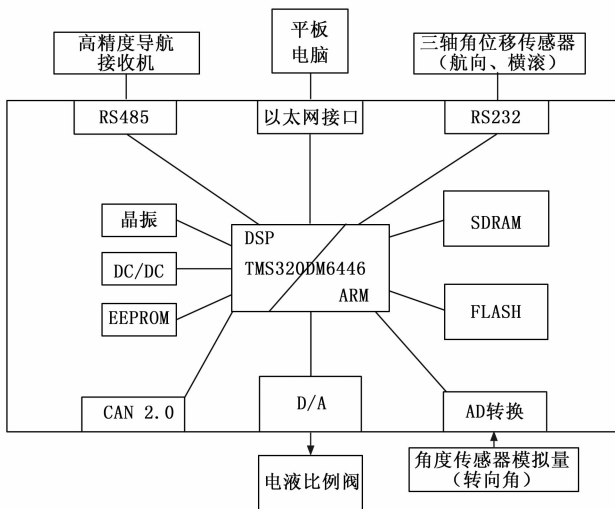 高精度导航
接收机
平板
电脑
三轴角位移传感器
（航向、横滚）
RS485
以太网接口
RS232
晶振
DC/DC
EEPROM
DSP
TMS320DM6446
ARM
SDRAM
FLASH
CAN 2.0
D/A
AD转换
电液比例阀
角度传感器模拟量
（转向角）